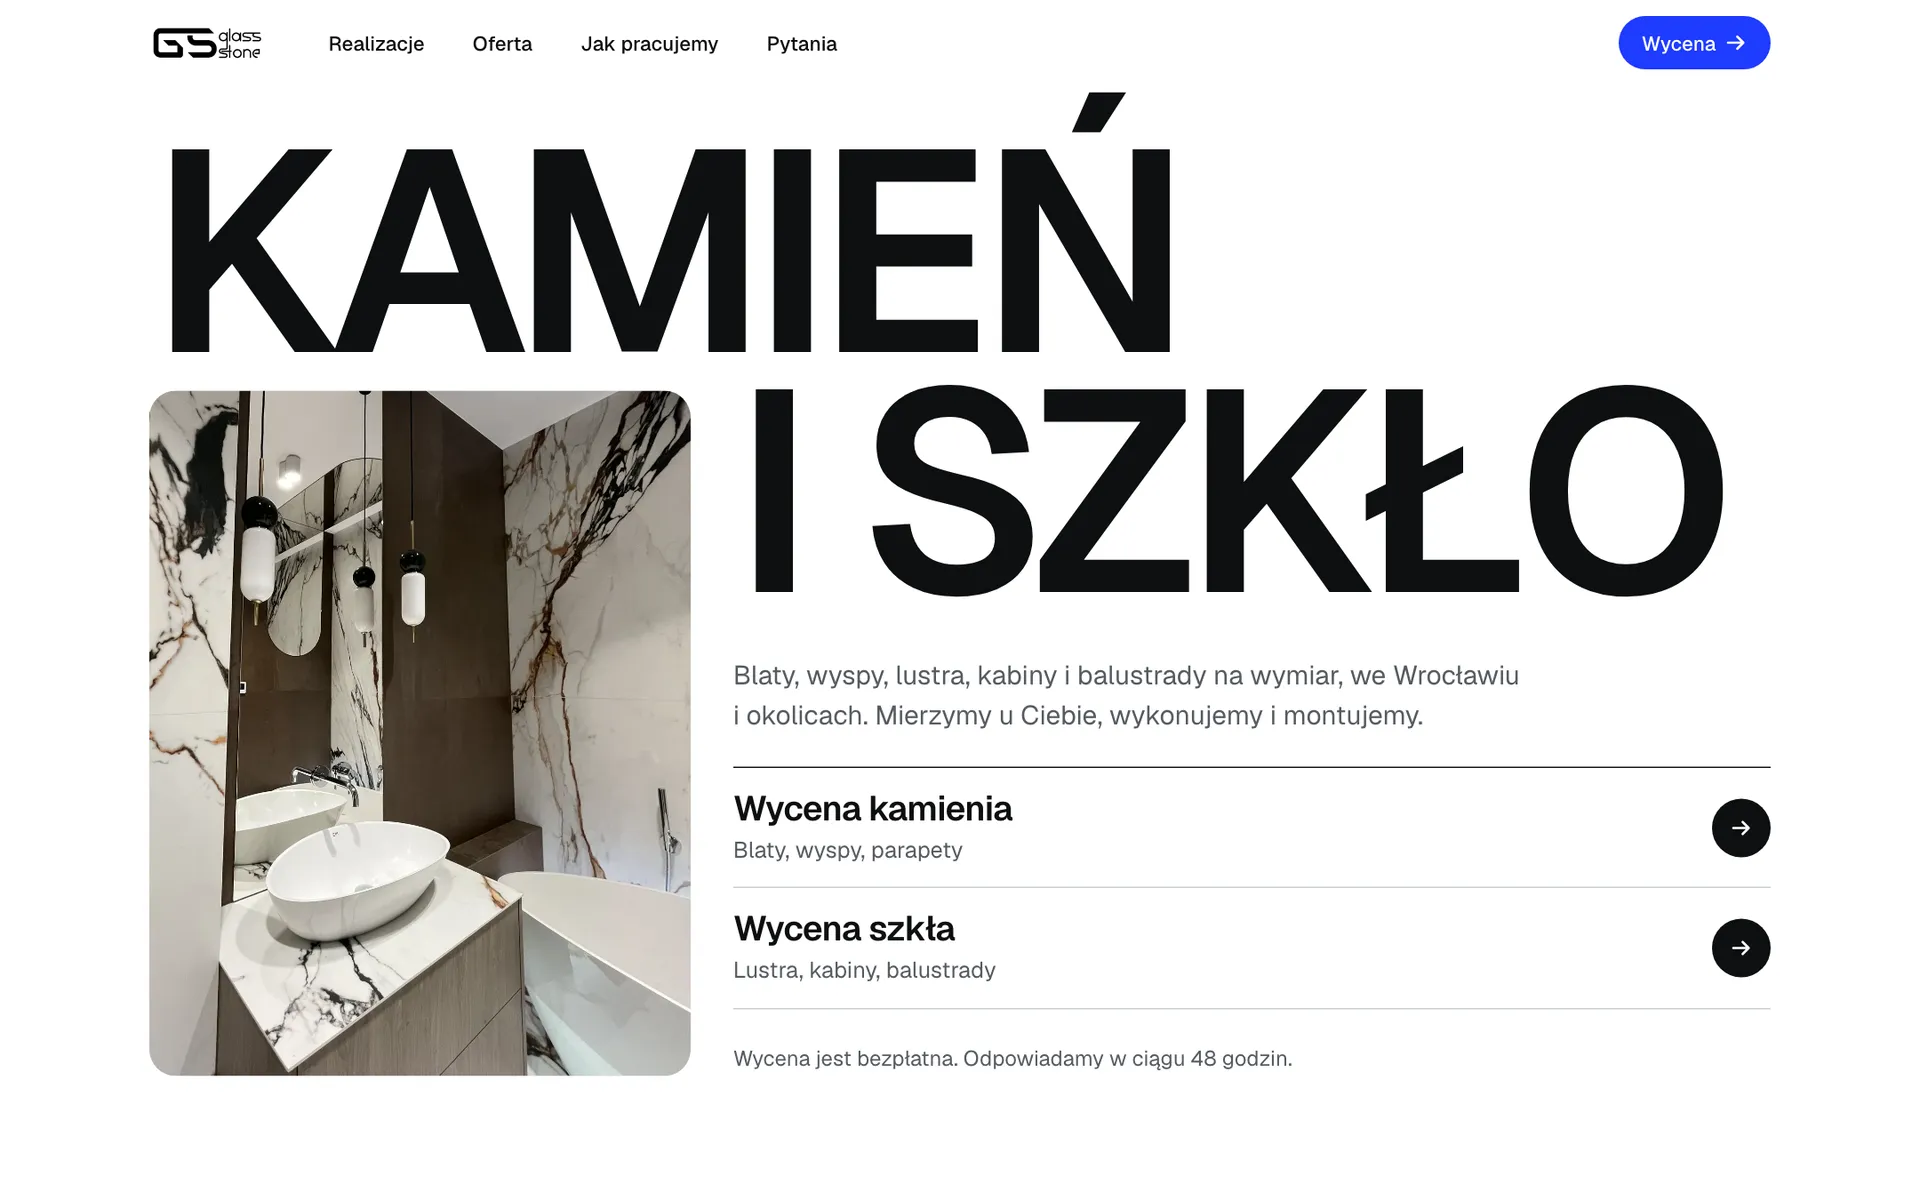 GS glass stone
Realizacje
Oferta
Jak pracujemy
Pytania
Wycena
KAMIEŃ
I SZKŁO
Blaty, wyspy, lustra, kabiny i balustrady na wymiar, we Wrocławiu
i okolicach. Mierzymy u Ciebie, wykonujemy i montujemy.
Wycena kamienia
Blaty, wyspy, parapety
Wycena szkła
Lustra, kabiny, balustrady
Wycena jest bezpłatna. Odpowiadamy w ciągu 48 godzin.